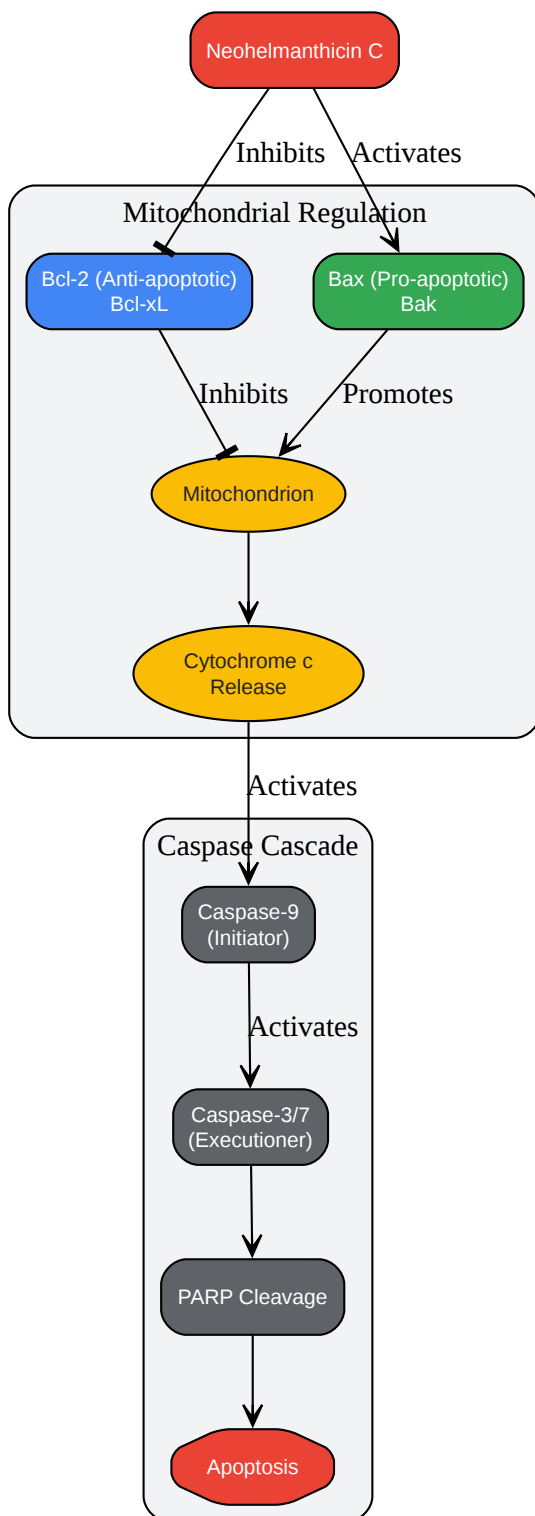 Neohelmanthicin C
Inhibits
Activates
Mitochondrial Regulation
Bcl-2 (Anti-apoptotic)
Bcl-xL
Bax (Pro-apoptotic)
Bak
Inhibits
Promotes
Mitochondrion
Cytochrome c
Release
Activates
Caspase Cascade
Caspase-9
(Initiator)
Activates
Caspase-3/7
(Executioner)
PARP Cleavage
Apoptosis